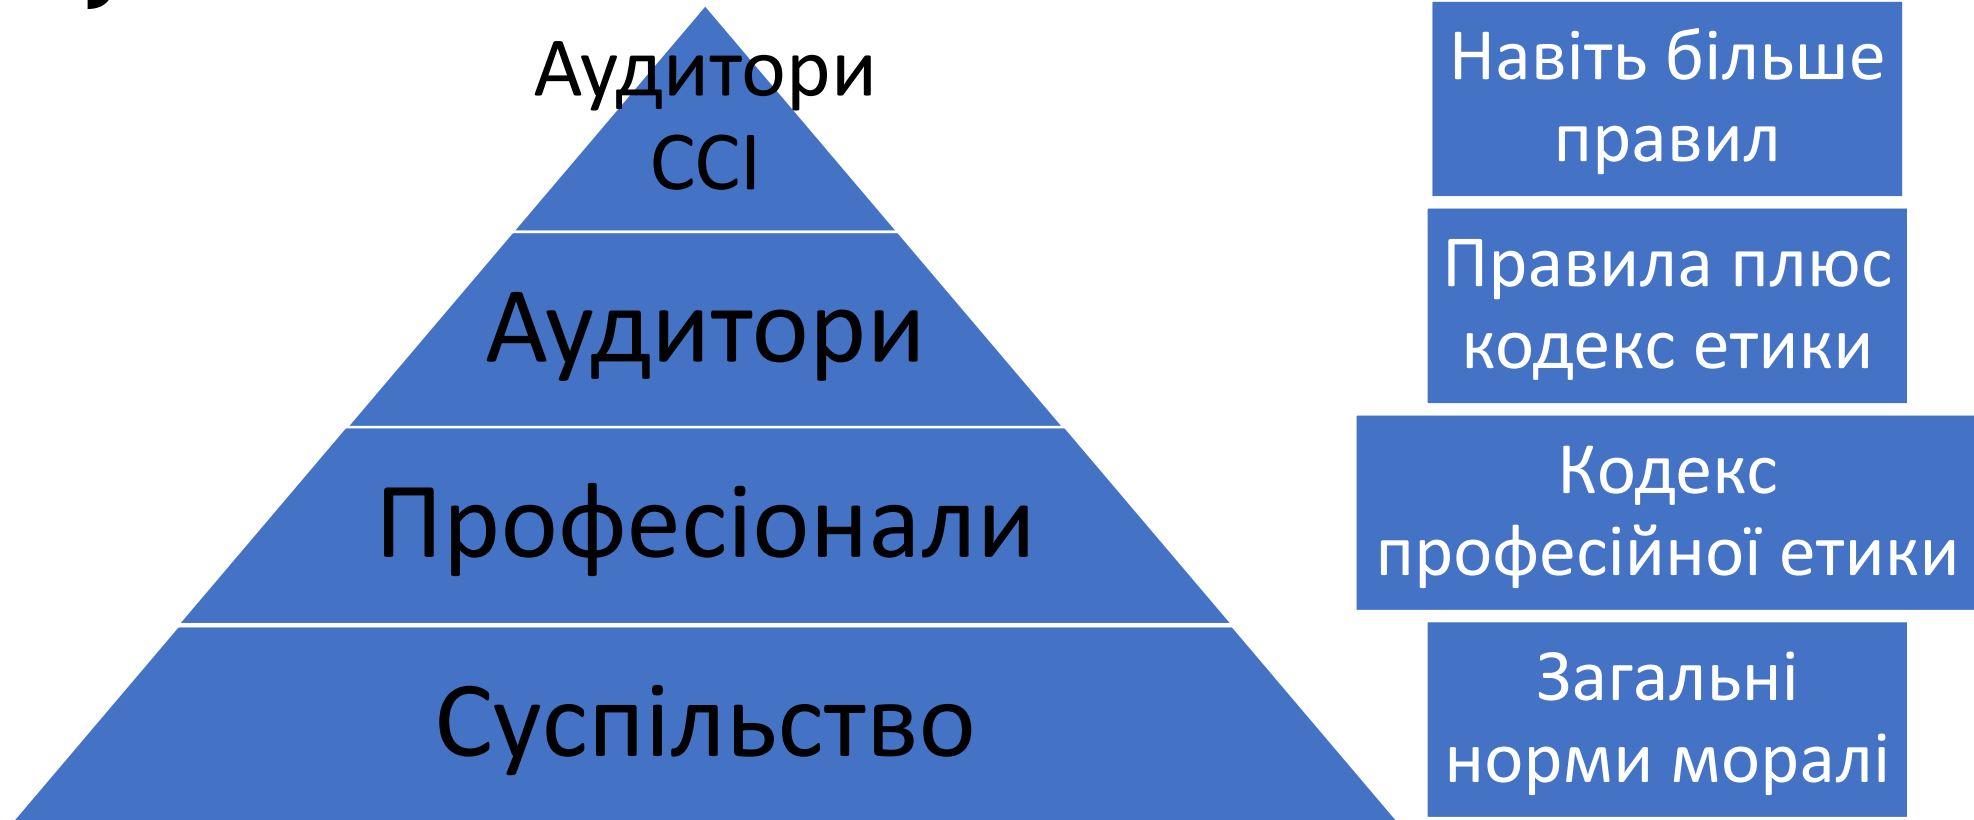 Аудитори
ССІ
Аудитори
Професіонали
Суспільство
Навіть більше
правил
Правила плюс
кодекс етики
Кодекс
професійної етики
Загальні
норми моралі